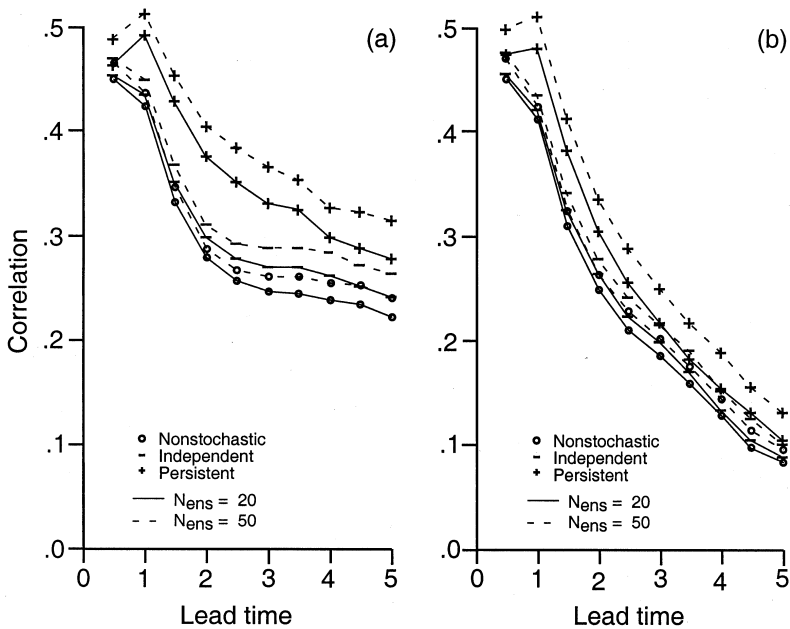 (a)
.5
.4
.3
.2
.1
.0
Correlation
Nonstochastic
Independent
Persistent
Nens = 20
Nens = 50
0 1 2 3 4 5
Lead time
(b)
.5
.4
.3
.2
.1
.0
Nonstochastic
Independent
Persistent
Nens = 20
Nens = 50
0 1 2 3 4 5
Lead time